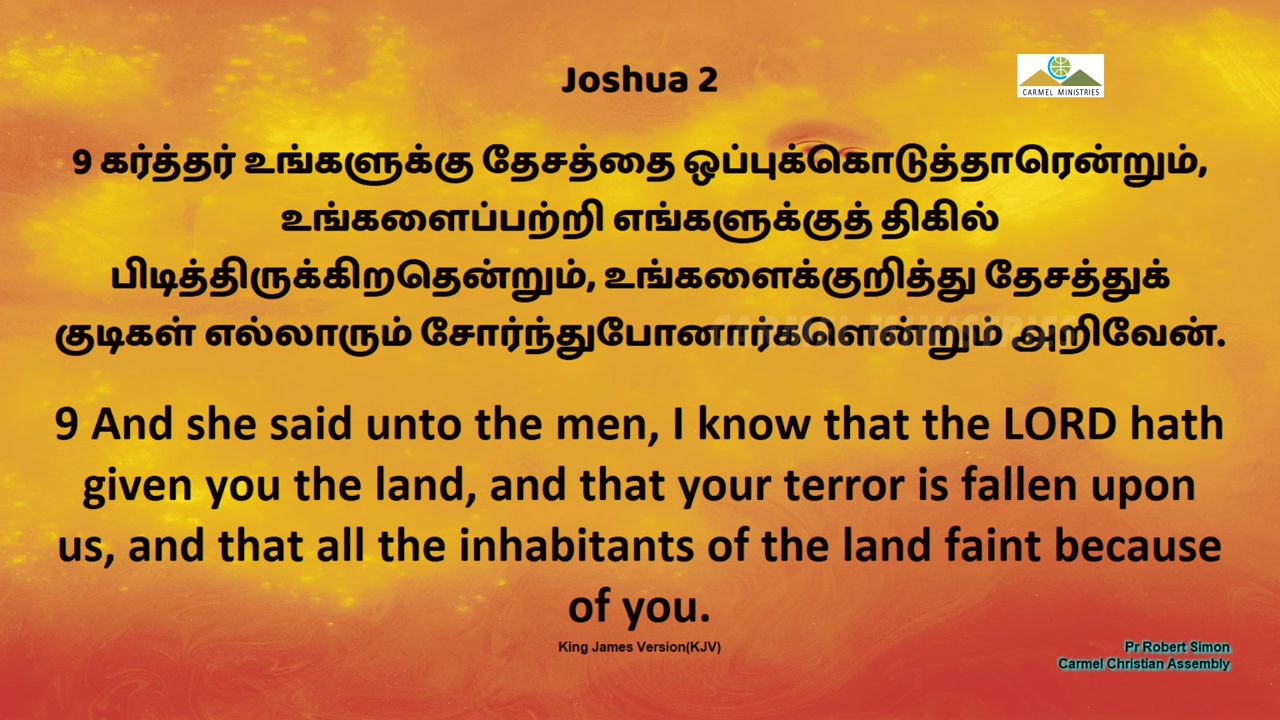 Joshua 2
CARMEL MINISTRIES
9 கர்த்தர் உங்களுக்கு தேசத்தை ஒப்புக்கொடுத்தாரென்றும்,
உங்களைப்பற்றி எங்களுக்குத் திகில்
பிடித்திருக்கிறதென்றும், உங்களைக்குறித்து தேசத்துக்
குடிகள் எல்லாரும் சோர்ந்துபோனார்களென்றும் அறிவேன்.
CARMEL MINISTRIES
9 And she said unto the men, I know that the LORD hath
given you the land, and that your terror is fallen upon
us, and that all the inhabitants of the land faint because
of you.
King James Version(KJV)
Pr Robert Simon
Carmel Christian Assembly